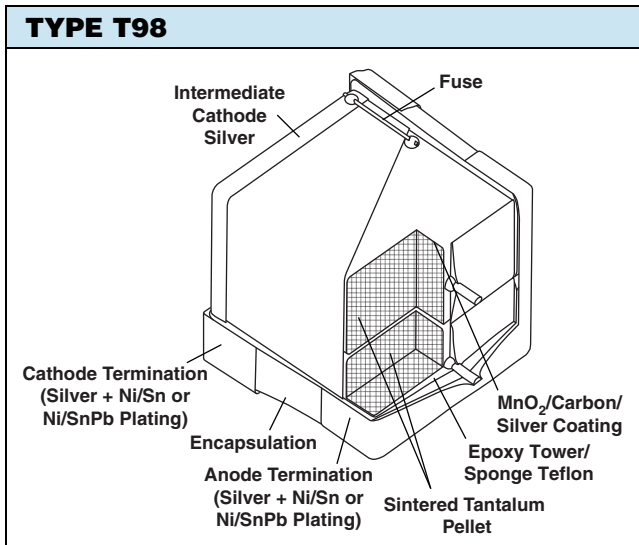 TYPE T98
Fuse
Intermediate
Cathode
Silver
Cathode Termination
(Silver + Ni/Sn or
Ni/SnPb Plating)
Encapsulation
Anode Termination
(Silver + Ni/Sn or
Ni/SnPb Plating)
MnO₂/Carbon/
Silver Coating
Epoxy Tower/
Sponge Teflon
Sintered Tantalum
Pellet